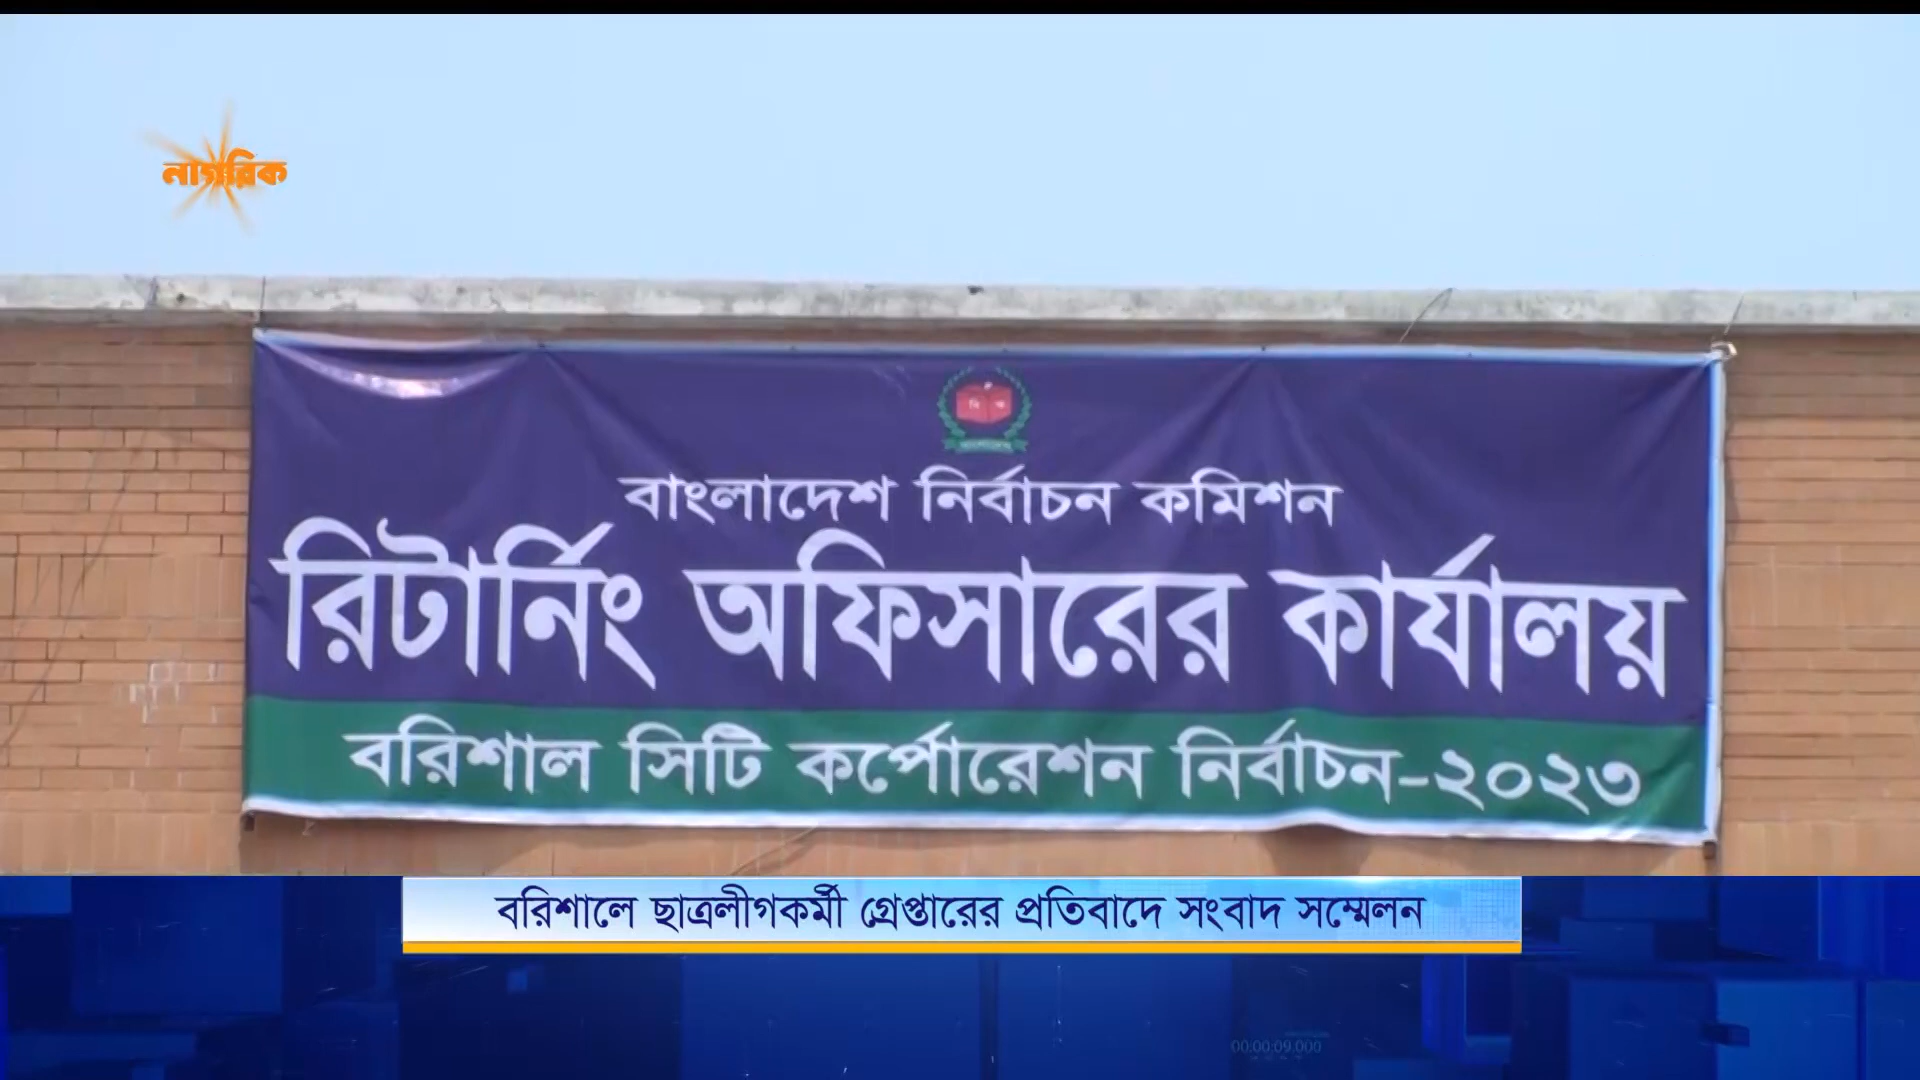 নাগরিক
বাংলাদেশ নির্বাচন কমিশন
রিটার্নিং অফিসারের কার্যালয়
বরিশাল সিটি কর্পোরেশন নির্বাচন-২০২৩
বরিশালে ছাত্রলীগকর্মী গ্রেপ্তারের প্রতিবাদে সংবাদ সম্মেলন
00:00:09.000